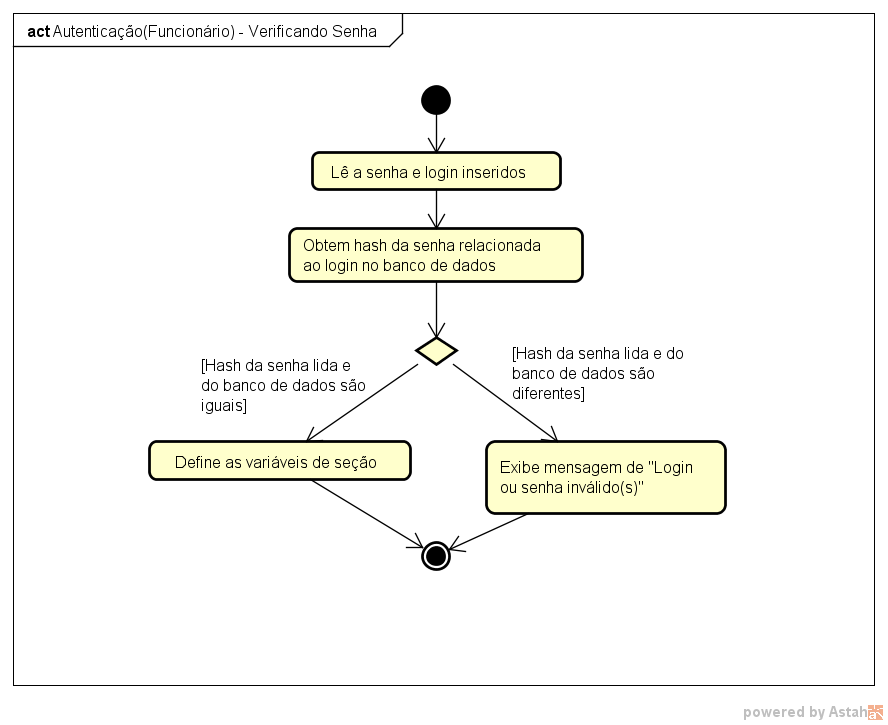 act Autenticação(Funcionário) - Verificando Senha
Lê a senha e login inseridos
Obtem hash da senha relacionada
ao login no banco de dados
[Hash da senha lida e
do banco de dados são
iguais]
[Hash da senha lida e do
banco de dados são
diferentes]
Define as variáveis de seção
Exibe mensagem de "Login
ou senha inválido(s)"
powered by Astah